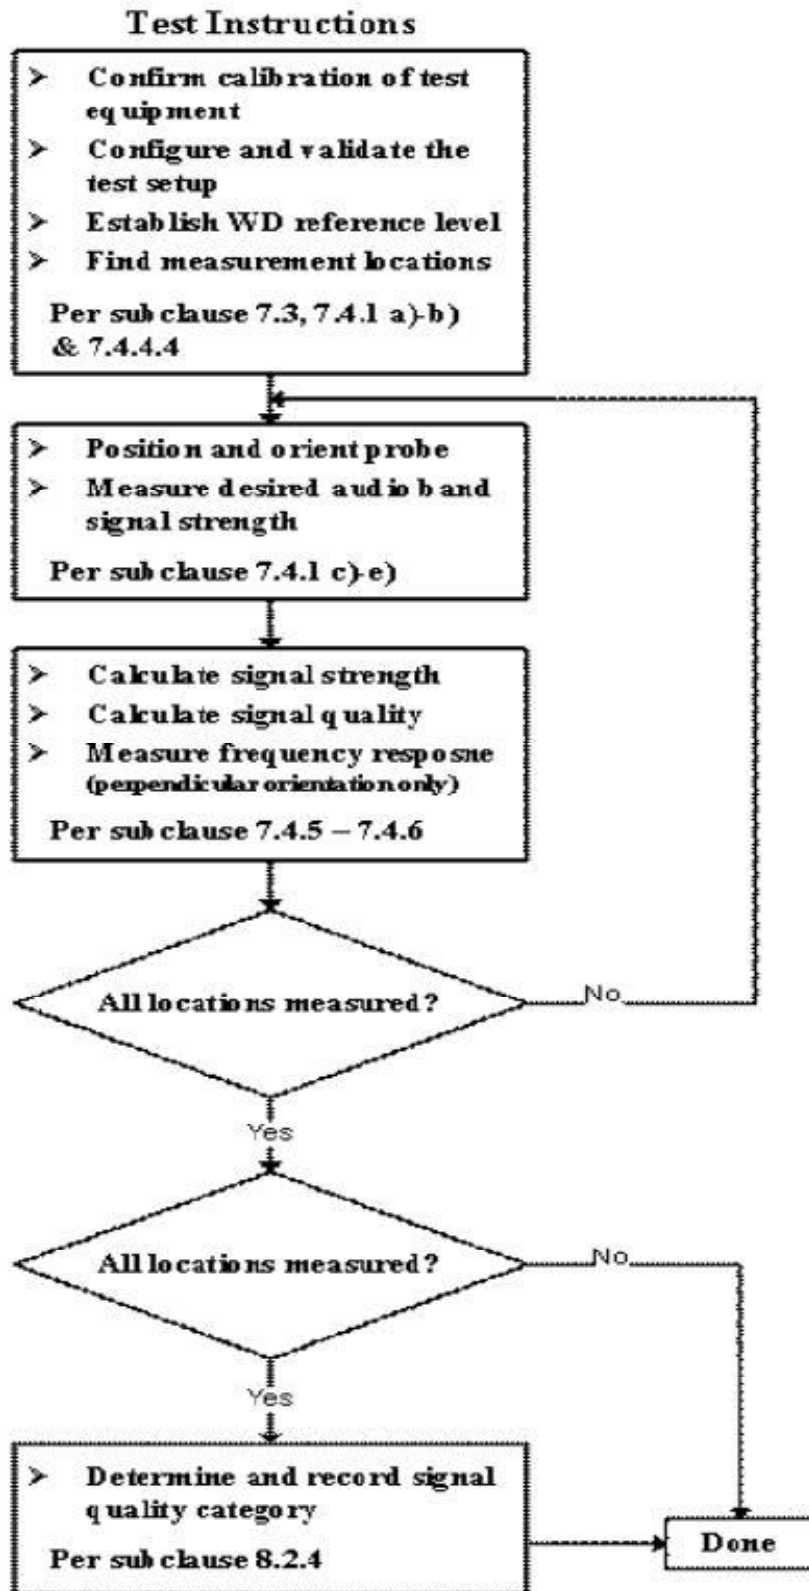 Test Instructions
➢ Confirm calibration of test
equipment
➢ Configure and validate the
test setup
➢ Establish WD reference level
➢ Find measurement locations
Per subclause 7.3, 7.4.1 a)-b)
& 7.4.4.4
➢ Position and orient probe
➢ Measure desired audio band
signal strength
Per subclause 7.4.1 c)-e)
➢ Calculate signal strength
➢ Calculate signal quality
➢ Measure frequency resposne
(perpendicular orientation only)
Per subclause 7.4.5 – 7.4.6
All locations measured?
No
Yes
All locations measured?
No
Yes
➢ Determine and record signal
quality category
Per subclause 8.2.4
Done